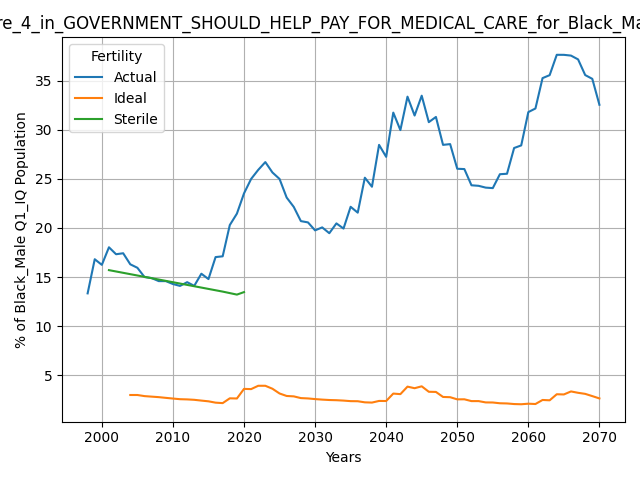 re_4_in_GOVERNMENT_SHOULD_HELP_PAY_FOR_MEDICAL_CARE_for_Black_Ma
Fertility
Actual
Ideal
Sterile
% of Black_Male Q1_IQ Population
35
30
25
20
15
10
5
2000 2010 2020 2030 2040 2050 2060 2070
Years